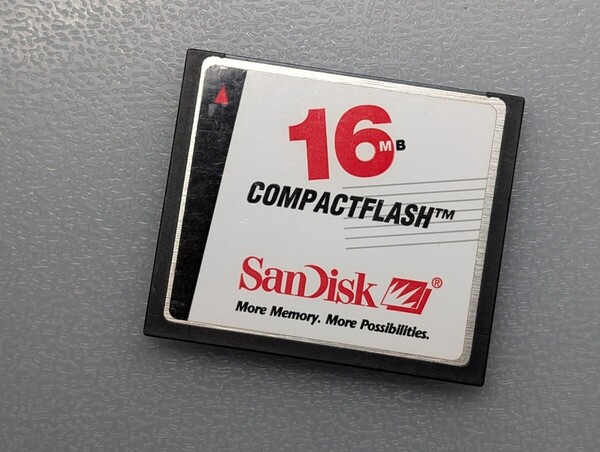 16MB
COMPACTFLASH™
SanDisk ®
More Memory. More Possibilities.